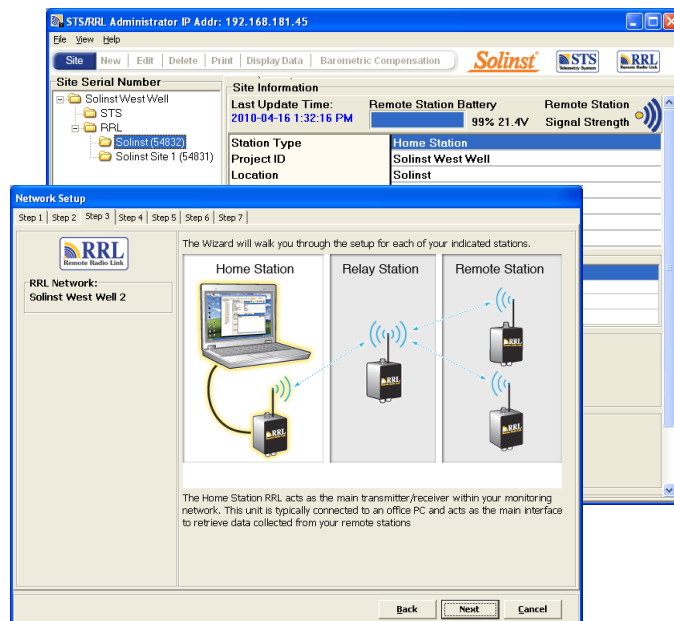 STS/RRL Administrator IP Addr: 192.168.181.45
File View Help
Site New Edit Delete Print Display Data Barometric Compensation
Solinst STS Telemetry System RRL Remote Radio Link
Site Serial Number
Solinst West Well
STS
RRL
Solinst (54832)
Solinst Site 1 (54831)
Site Information
Last Update Time: Remote Station Battery Remote Station
2010-04-16 1:32:16 PM 99% 21.4V Signal Strength
Station Type Home Station
Project ID Solinst West Well
Location Solinst
Network Setup
Step 1 Step 2 Step 3 Step 4 Step 5 Step 6 Step 7
RRL
Remote Radio Link
RRL Network:
Solinst West Well 2
The Wizard will walk you through the setup for each of your indicated stations.
Home Station Relay Station Remote Station
RRL
RRL
RRL
RRL
The Home Station RRL acts as the main transmitter/receiver within your monitoring
network. This unit is typically connected to an office PC and acts as the main interface
to retrieve data collected from your remote stations
Back Next Cancel